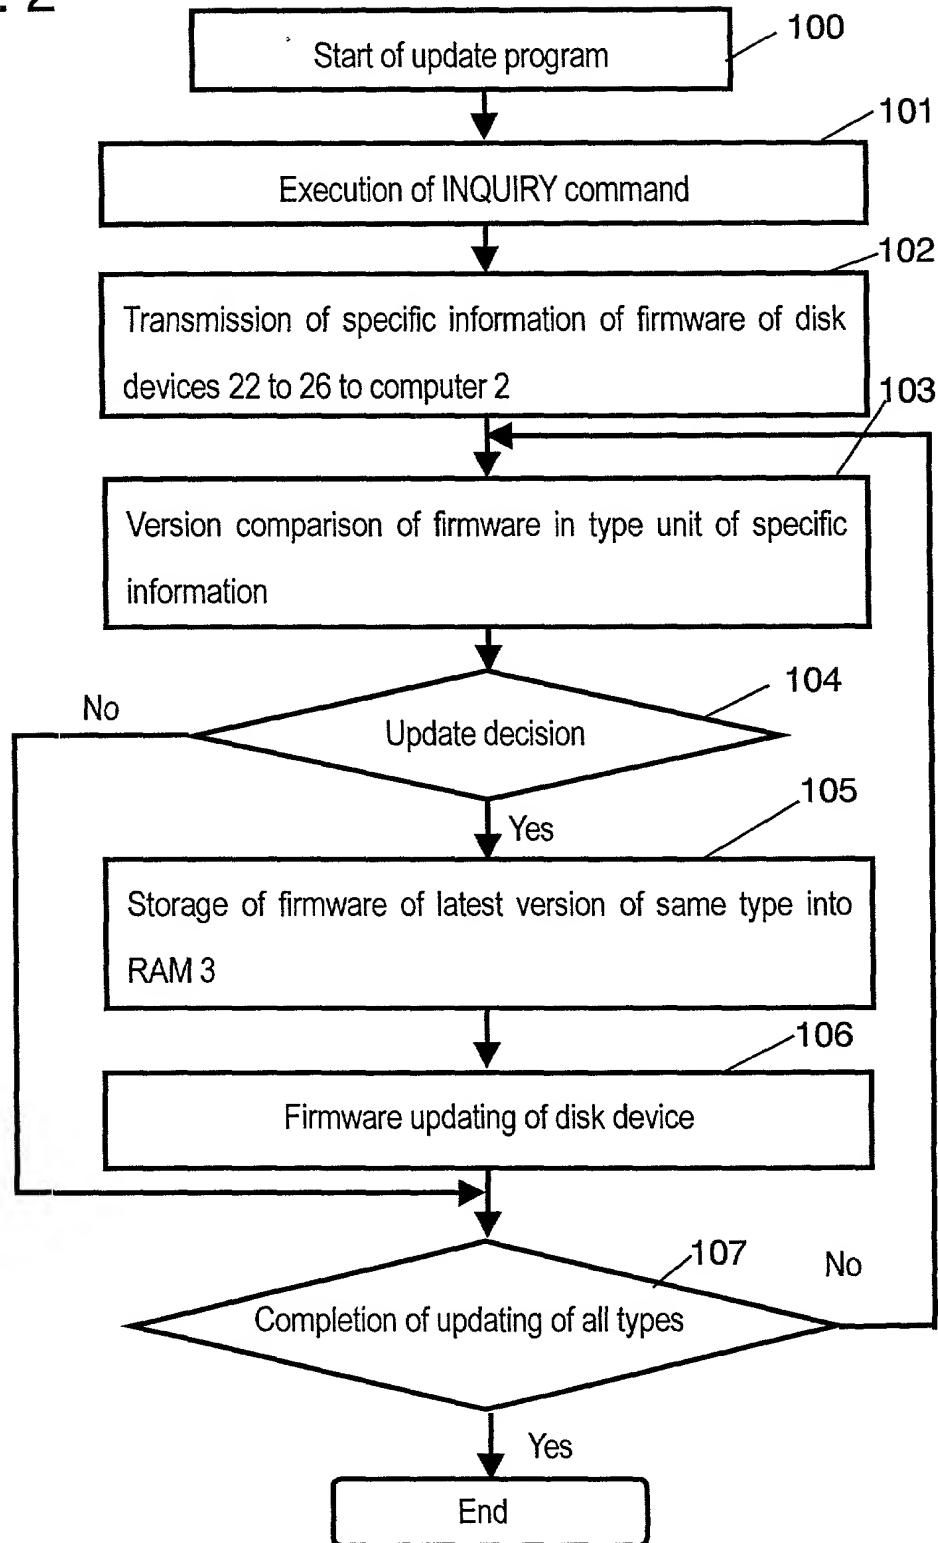 . 2
Start of update program
100
101
Execution of INQUIRY command
102
Transmission of specific information of firmware of disk
devices 22 to 26 to computer 2
103
Version comparison of firmware in type unit of specific
information
104
No
Update decision
105
Yes
Storage of firmware of latest version of same type into
RAM 3
106
Firmware updating of disk device
107
No
Completion of updating of all types
Yes
End